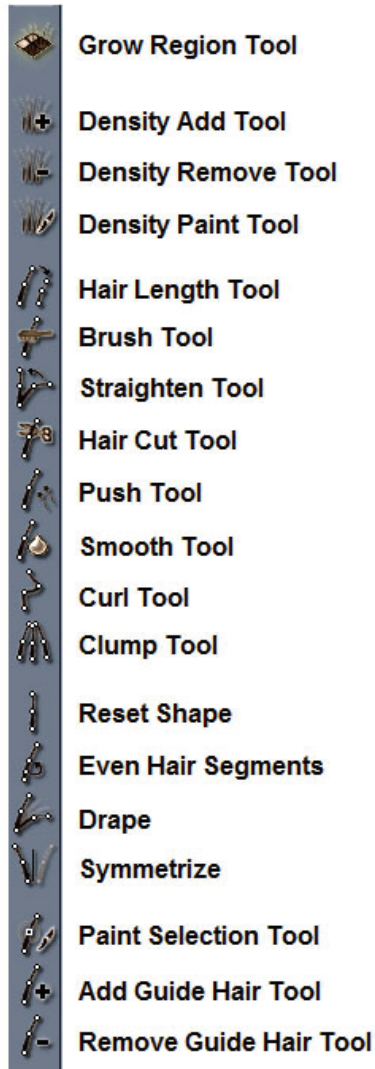 Grow Region Tool
Density Add Tool
Density Remove Tool
Density Paint Tool
Hair Length Tool
Brush Tool
Straighten Tool
Hair Cut Tool
Push Tool
Smooth Tool
Curl Tool
Clump Tool
Reset Shape
Even Hair Segments
Drape
Symmetrize
Paint Selection Tool
Add Guide Hair Tool
Remove Guide Hair Tool